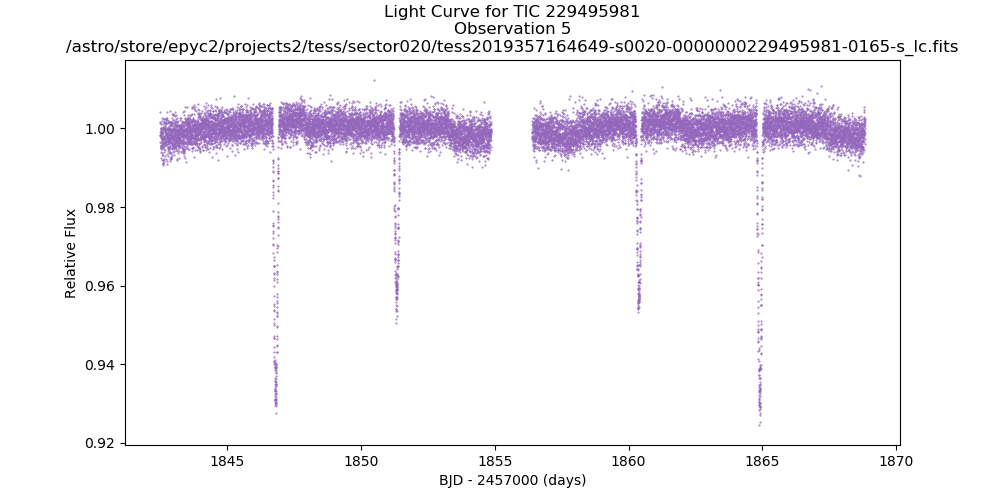 Light Curve for TIC 229495981
Observation 5
/astro/store/epyc2/projects2/tess/sector020/tess2019357164649-s0020-0000000229495981-0165-s_lc.fits
Relative Flux
1.00
0.98
0.96
0.94
0.92
1845 1850 1855 1860 1865 1870
BJD - 2457000 (days)